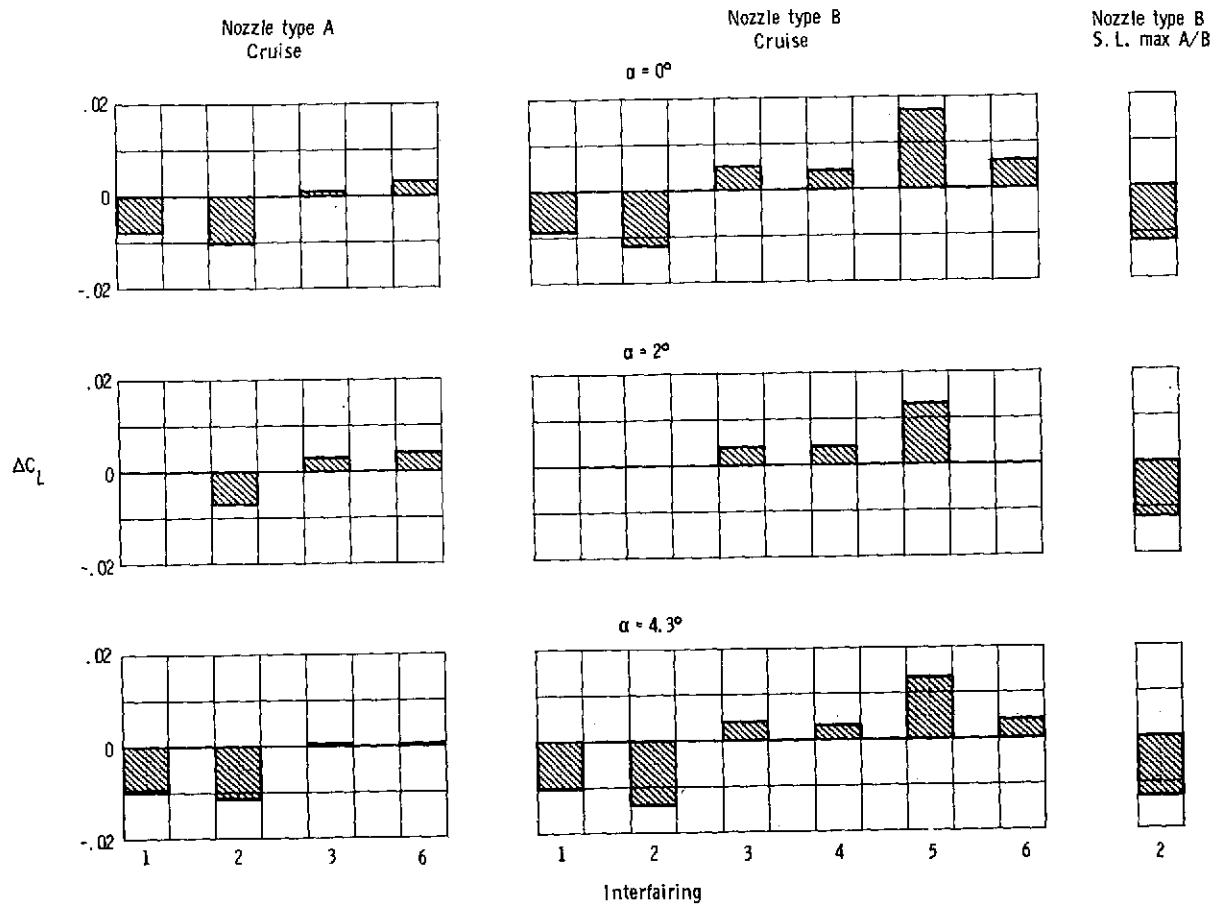 Nozzle type A
Cruise
Nozzle type B
Cruise
Nozzle type B
S. L. max A/B
α = 0°
.02
0
-.02
α = 2°
.02
ΔC_L
0
-.02
α = 4.3°
.02
0
-.02
1 2 3 6 1 2 3 4 5 6 2
Interfairing